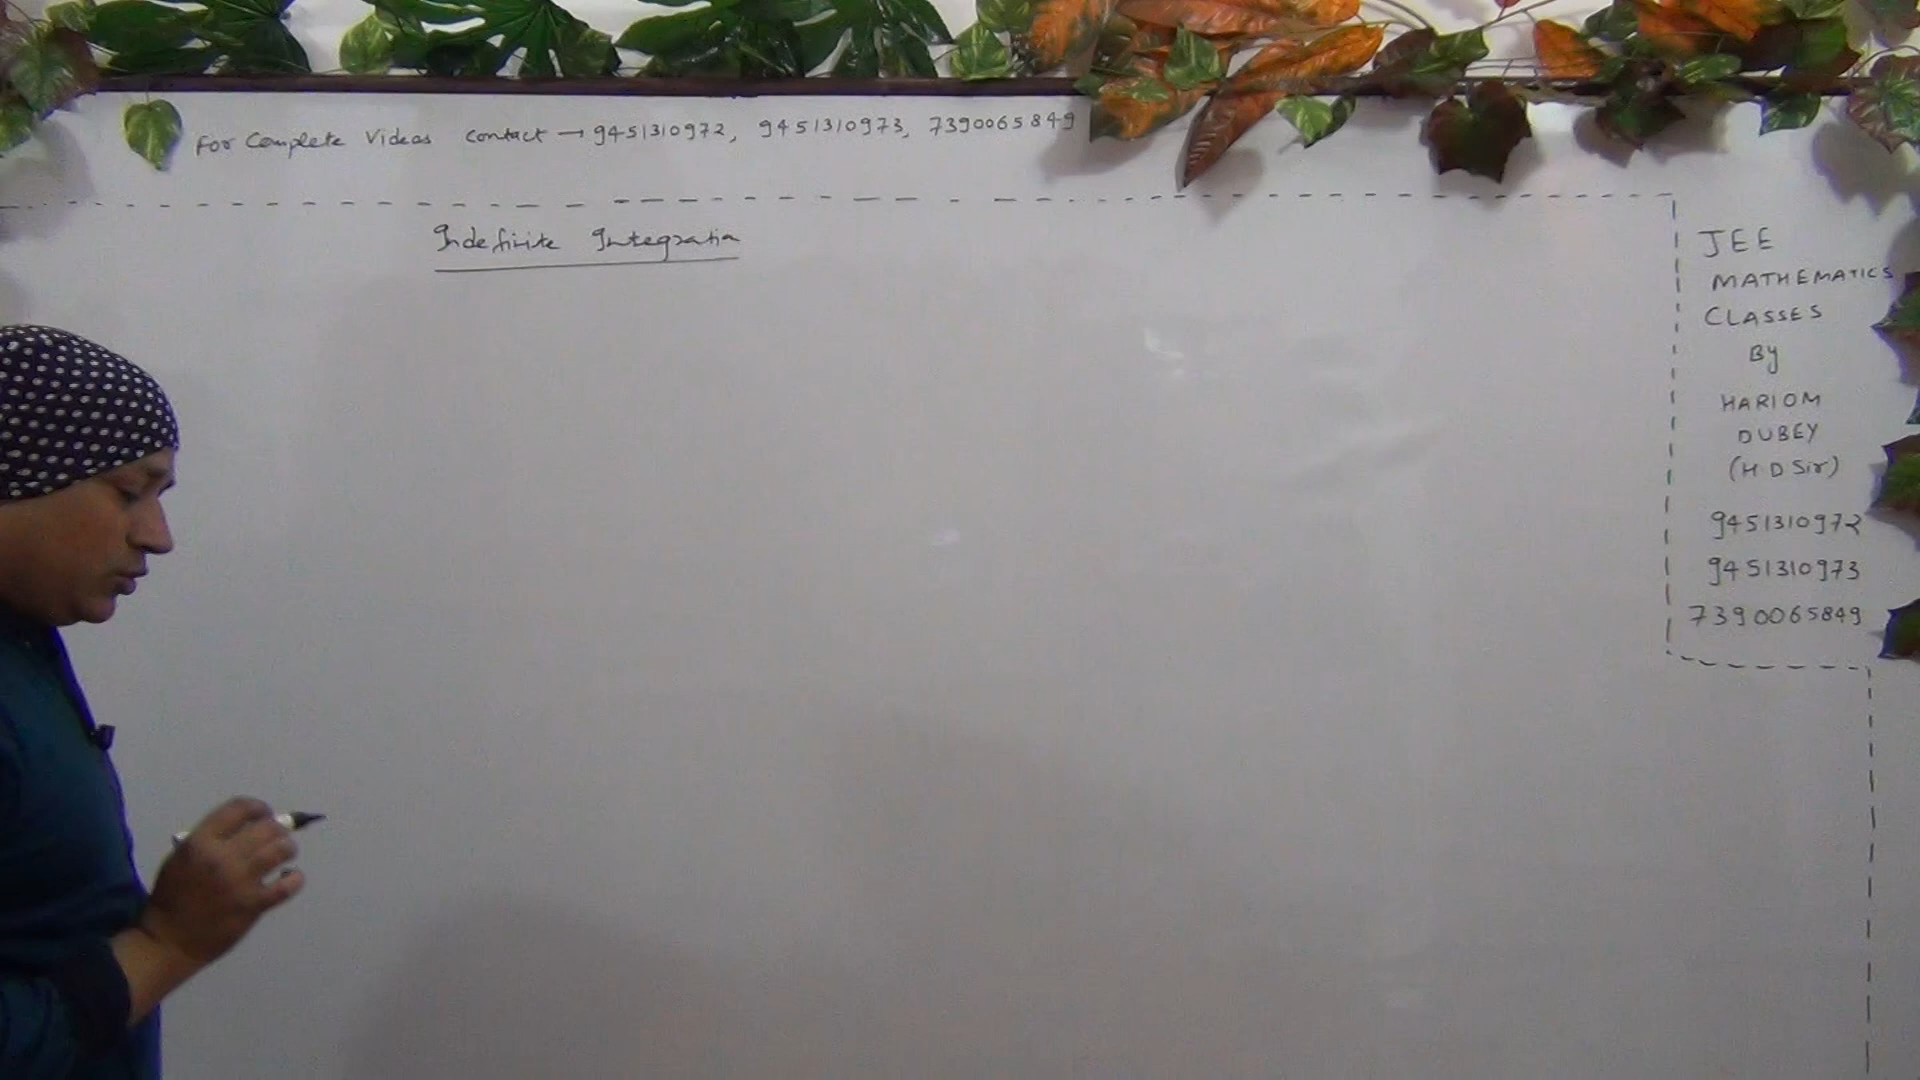 For Complete Videos Contact → 9451310972, 9451310973, 7390065849
Indefinite Integration
JEE
MATHEMATICS
CLASSES
By
HARIOM
DUBEY
(H D Sir)
9451310972
9451310973
7390065849